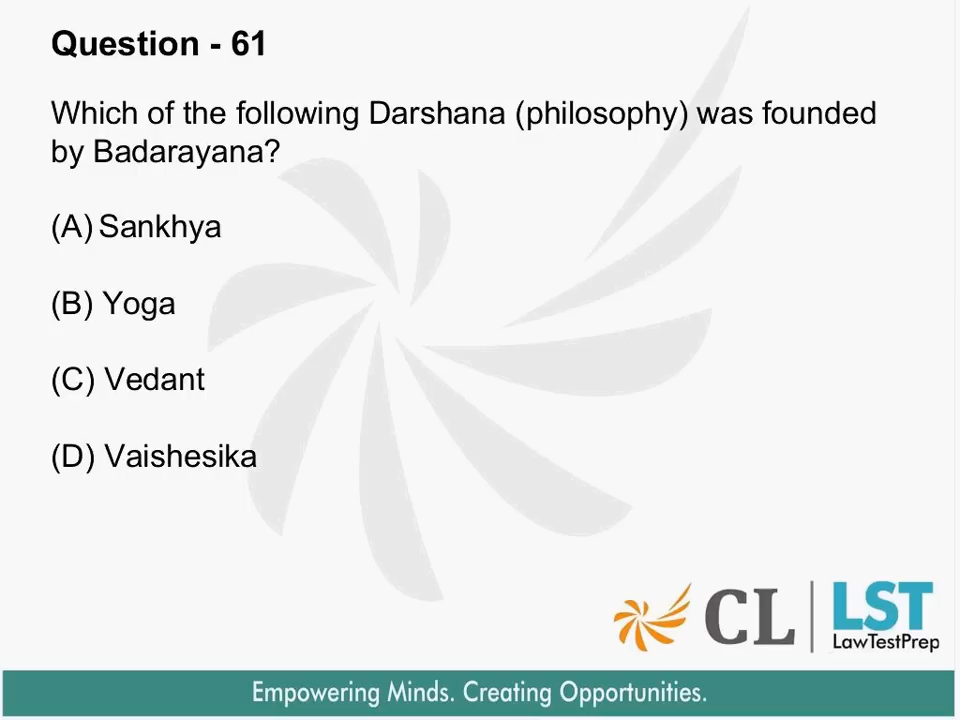 Question - 61
Which of the following Darshana (philosophy) was founded
by Badarayana?
(A) Sankhya
(B) Yoga
(C) Vedant
(D) Vaishesika
CL
LST
LawTestPrep
Empowering Minds. Creating Opportunities.